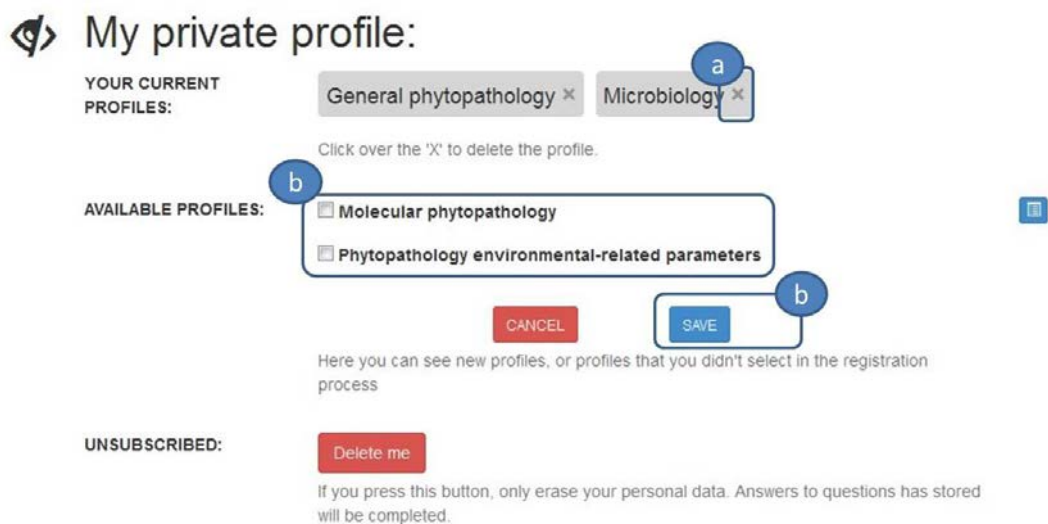 My private profile:
YOUR CURRENT
PROFILES:
General phytopathology × Microbiology ×
a
Click over the 'X' to delete the profile.
b
AVAILABLE PROFILES:
Molecular phytopathology
Phytopathology environmental-related parameters
b
CANCEL SAVE
Here you can see new profiles, or profiles that you didn't select in the registration
process
UNSUBSCRIBED:
Delete me
If you press this button, only erase your personal data. Answers to questions has stored
will be completed.